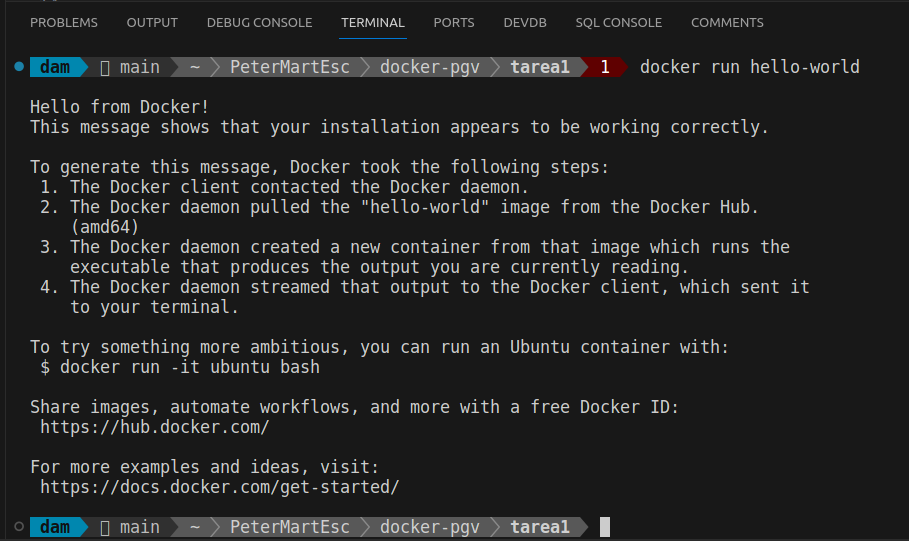 PROBLEMS OUTPUT DEBUG CONSOLE TERMINAL PORTS DEVDB SQL CONSOLE COMMENTS
dam main ~ PeterMartEsc docker-pgv tarea1 1 docker run hello-world
Hello from Docker!
This message shows that your installation appears to be working correctly.
To generate this message, Docker took the following steps:
1. The Docker client contacted the Docker daemon.
2. The Docker daemon pulled the "hello-world" image from the Docker Hub.
(amd64)
3. The Docker daemon created a new container from that image which runs the
executable that produces the output you are currently reading.
4. The Docker daemon streamed that output to the Docker client, which sent it
to your terminal.
To try something more ambitious, you can run an Ubuntu container with:
$ docker run -it ubuntu bash
Share images, automate workflows, and more with a free Docker ID:
https://hub.docker.com/
For more examples and ideas, visit:
https://docs.docker.com/get-started/
dam main ~ PeterMartEsc docker-pgv tarea1